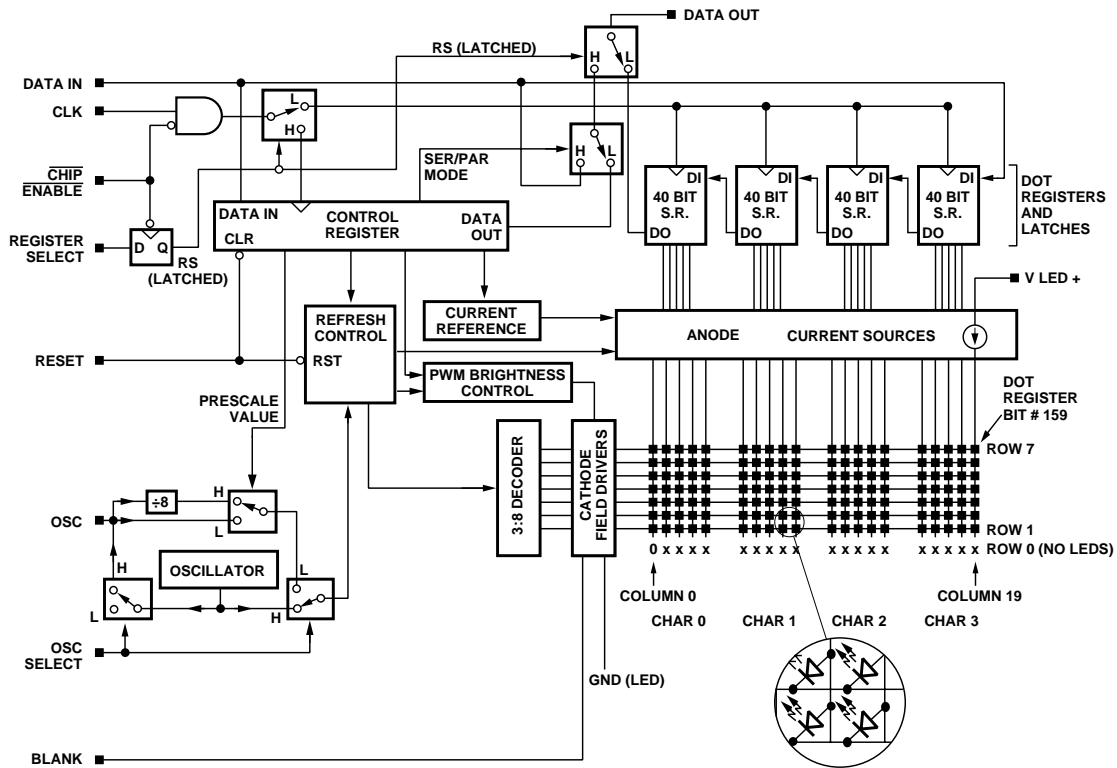 DATA OUT
RS (LATCHED)
H
L
DATA IN
CLK
L
H
CHIP
ENABLE
SER/PAR
MODE
H
L
DI
40 BIT
S.R.
DO
DI
40 BIT
S.R.
DO
DI
40 BIT
S.R.
DO
DI
40 BIT
S.R.
DO
DOT
REGISTERS
AND
LATCHES
REGISTER
SELECT
D Q
RS
(LATCHED)
DATA IN
CONTROL
REGISTER
DATA
OUT
CLR
V LED +
REFRESH
CONTROL
RST
CURRENT
REFERENCE
ANODE CURRENT SOURCES
RESET
PWM BRIGHTNESS
CONTROL
PRESCALE
VALUE
DOT
REGISTER
BIT # 159
3:8 DECODER
CATHODE
FIELD DRIVERS
ROW 7
ROW 1
ROW 0 (NO LEDS)
0 x x x x x x x x x x x x x x x x x x x
OSC
÷8
H
L
H
L
OSCILLATOR
L
H
COLUMN 0
COLUMN 19
CHAR 0
CHAR 1
CHAR 2
CHAR 3
OSC
SELECT
GND (LED)
BLANK